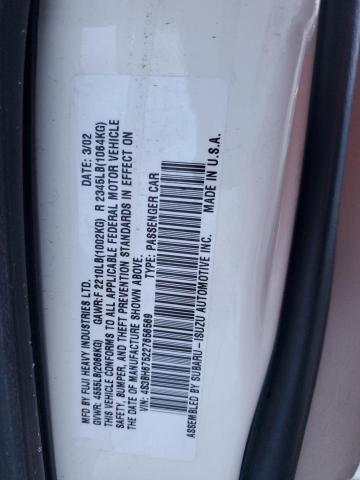 MFD BY FUJI HEAVY INDUSTRIES LTD. DATE: 3/02
GVWR: 4555LB(2066KG) GAWR:F 2210LB(1002KG) R 2345LB(1064KG)
THIS VEHICLE CONFORMS TO ALL APPLICABLE FEDERAL MOTOR VEHICLE
SAFETY, BUMPER, AND THEFT PREVENTION STANDARDS IN EFFECT ON
THE DATE OF MANUFACTURE SHOWN ABOVE.
VIN: 4S3BH675227656569 TYPE: PASSENGER CAR
ASSEMBLED BY SUBARU-ISUZU AUTOMOTIVE INC.
MADE IN U.S.A.